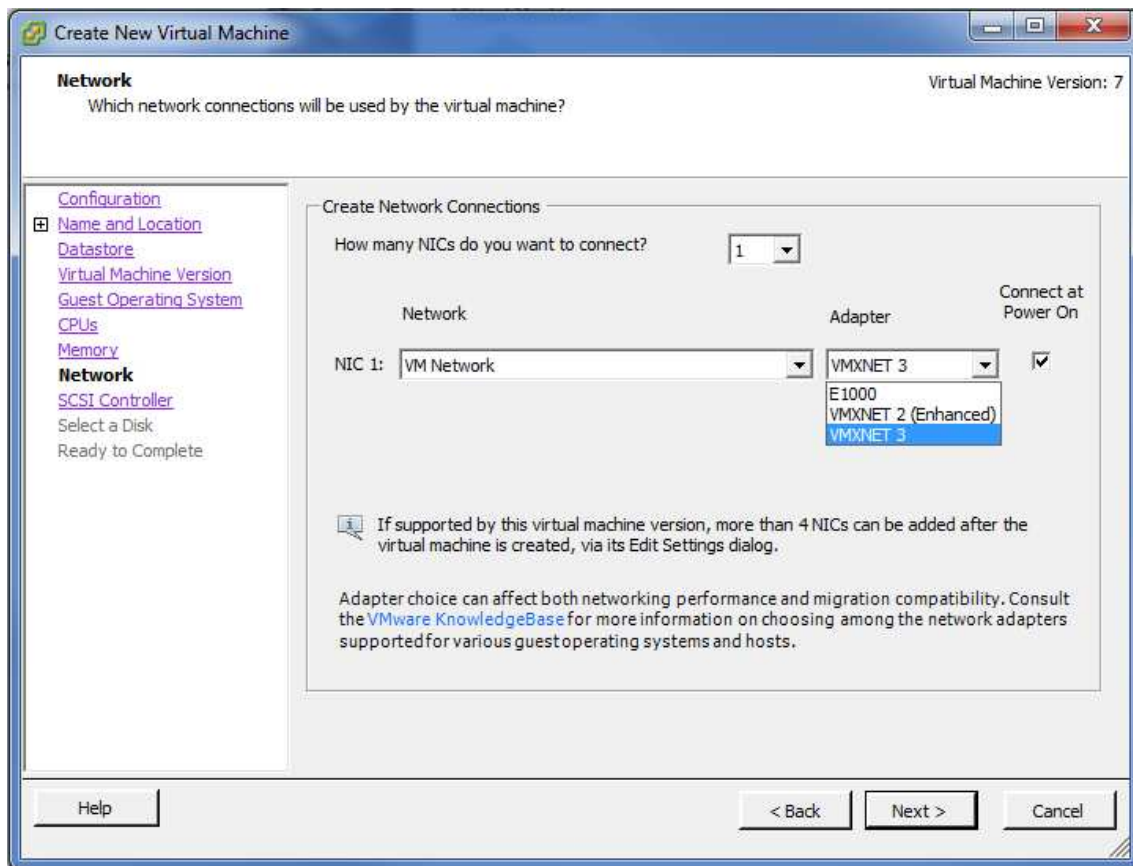 Create New Virtual Machine
Network
Virtual Machine Version: 7
Which network connections will be used by the virtual machine?
Configuration
Name and Location
Datastore
Virtual Machine Version
Guest Operating System
CPUs
Memory
Network
SCSI Controller
Select a Disk
Ready to Complete
Create Network Connections
How many NICs do you want to connect? 1
Network
Adapter
Connect at
Power On
NIC 1: VM Network VMXNET 3
E1000
VMXNET 2 (Enhanced)
VMXNET 3
If supported by this virtual machine version, more than 4 NICs can be added after the
virtual machine is created, via its Edit Settings dialog.
Adapter choice can affect both networking performance and migration compatibility. Consult
the VMware KnowledgeBase for more information on choosing among the network adapters
supported for various guest operating systems and hosts.
Help
< Back
Next >
Cancel